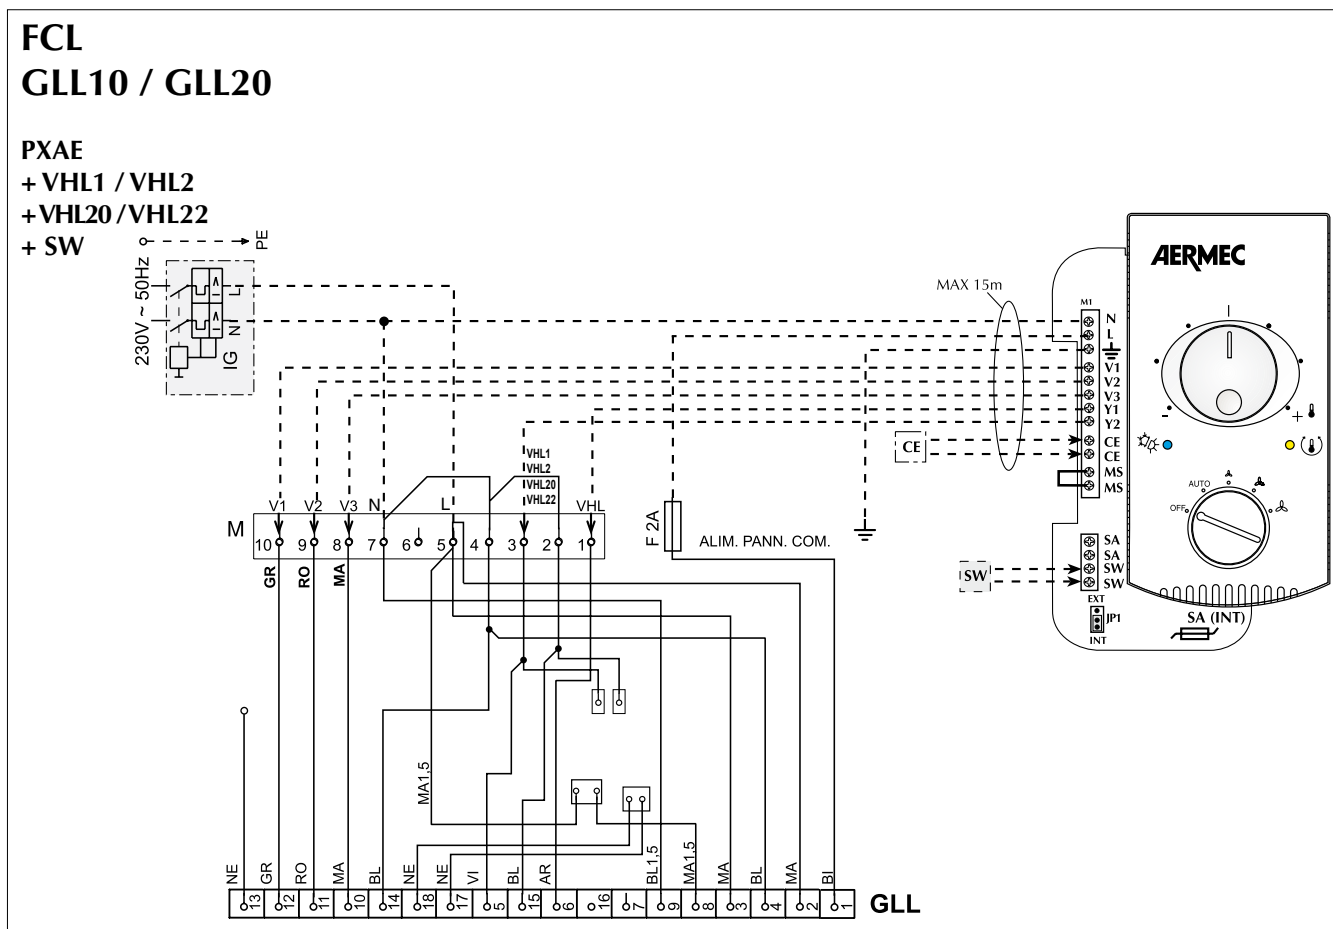 FCL
GLL10 / GLL20
PXAE
+ VHL1 / VHL2
+ VHL20 / VHL22
+ SW
PE
230V ~ 50Hz
L
N
IG
MAX 15m
AERMEC
M1
N
L
V1
V2
V3
Y1
Y2
CE
CE
MS
MS
CE
- +
AUTO
OFF
VHL1
VHL2
VHL20
VHL22
V1 V2 V3 N L VHL
M
10 9 8 7 6 5 4 3 2 1
GR RO MA
F 2A
ALIM. PANN. COM.
SA
SA
SW
SW
SW
EXT
JP1
INT
SA (INT)
MA1,5
NE GR RO MA BL NE NE VI BL AR BL1,5 MA1,5 MA BL MA BI
13 12 11 10 14 18 17 5 15 6 16 7 9 8 3 4 2 1
GLL